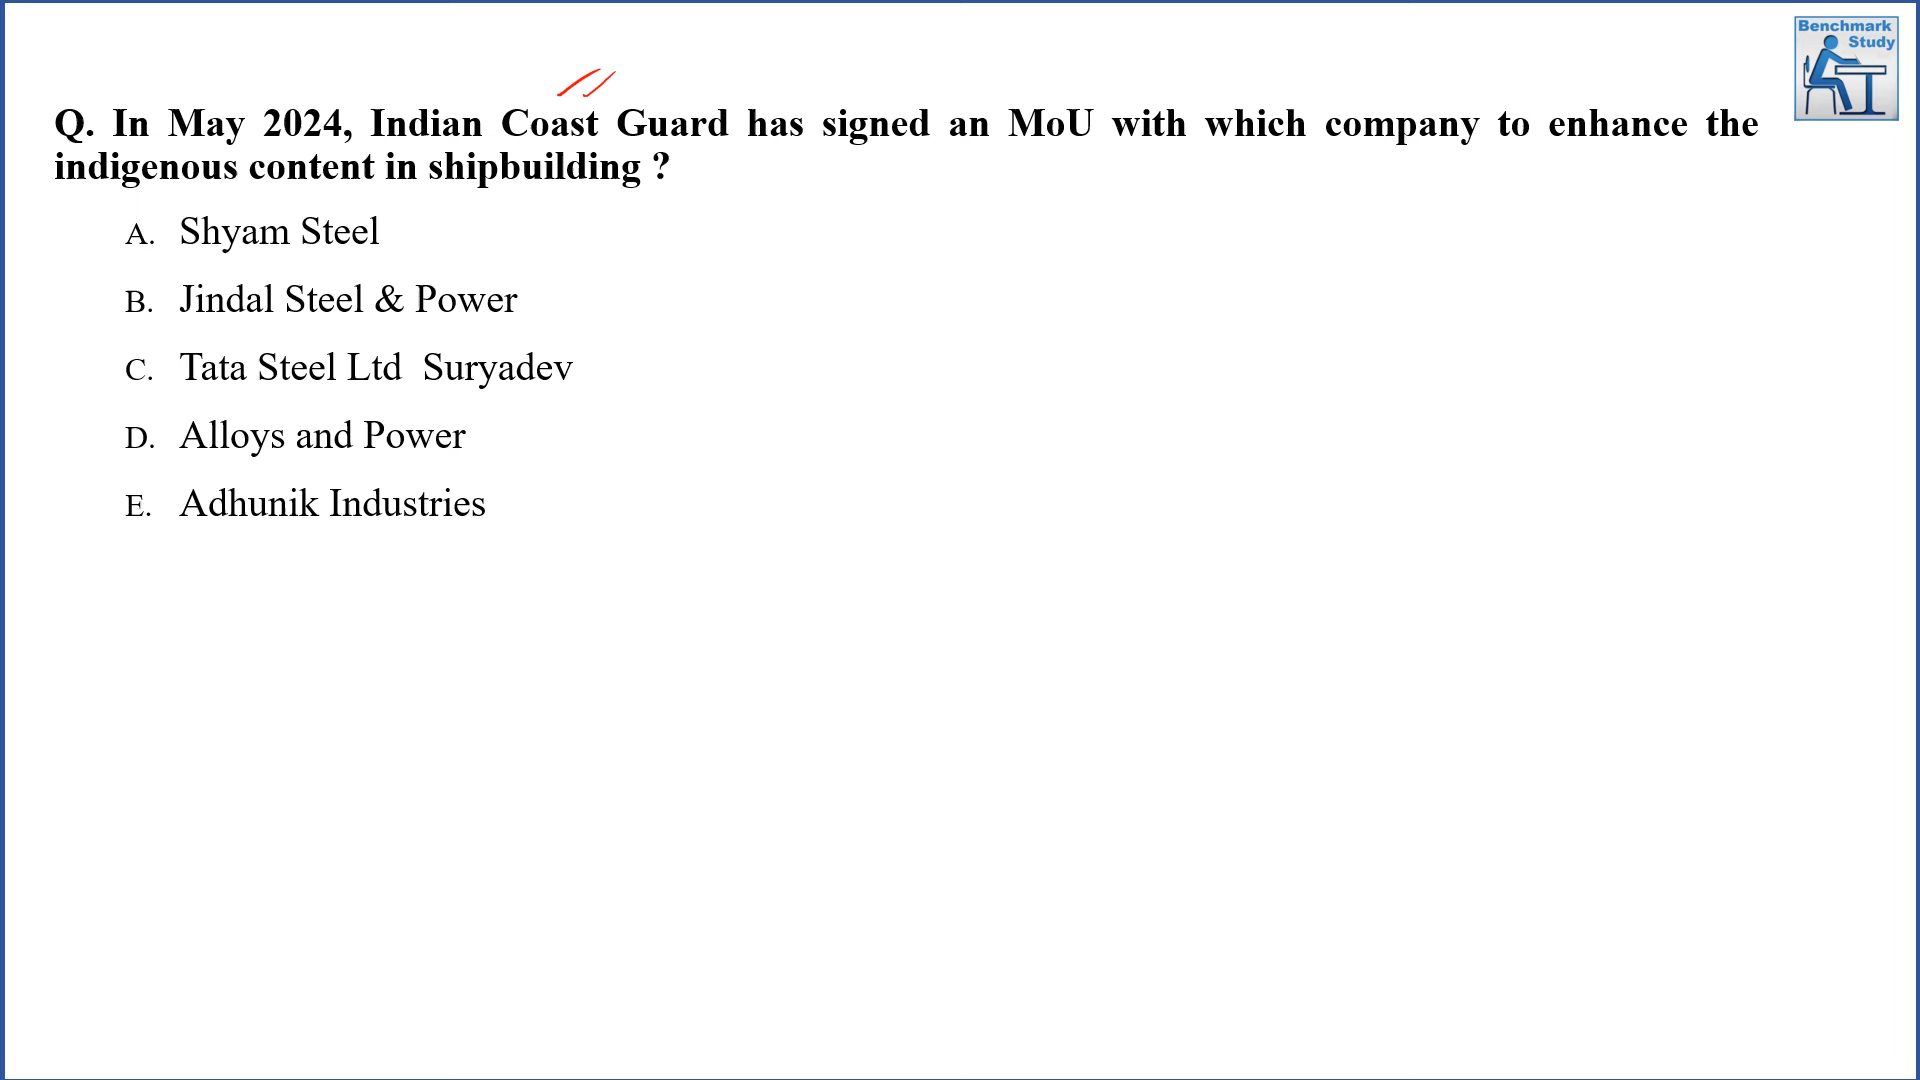 Benchmark
Study
Q. In May 2024, Indian Coast Guard has signed an MoU with which company to enhance the
indigenous content in shipbuilding ?
A. Shyam Steel
B. Jindal Steel & Power
C. Tata Steel Ltd  Suryadev
D. Alloys and Power
E. Adhunik Industries